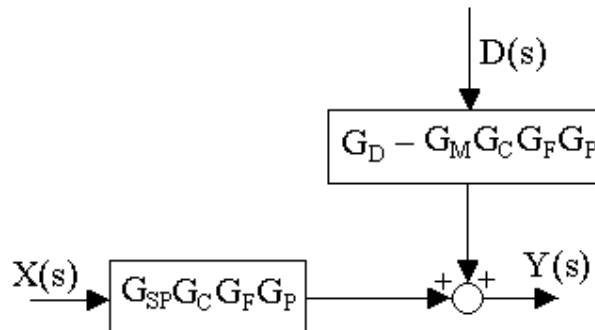 D(s)
G_D − G_M G_C G_F G_P
X(s)
G_SP G_C G_F G_P
+ +
Y(s)